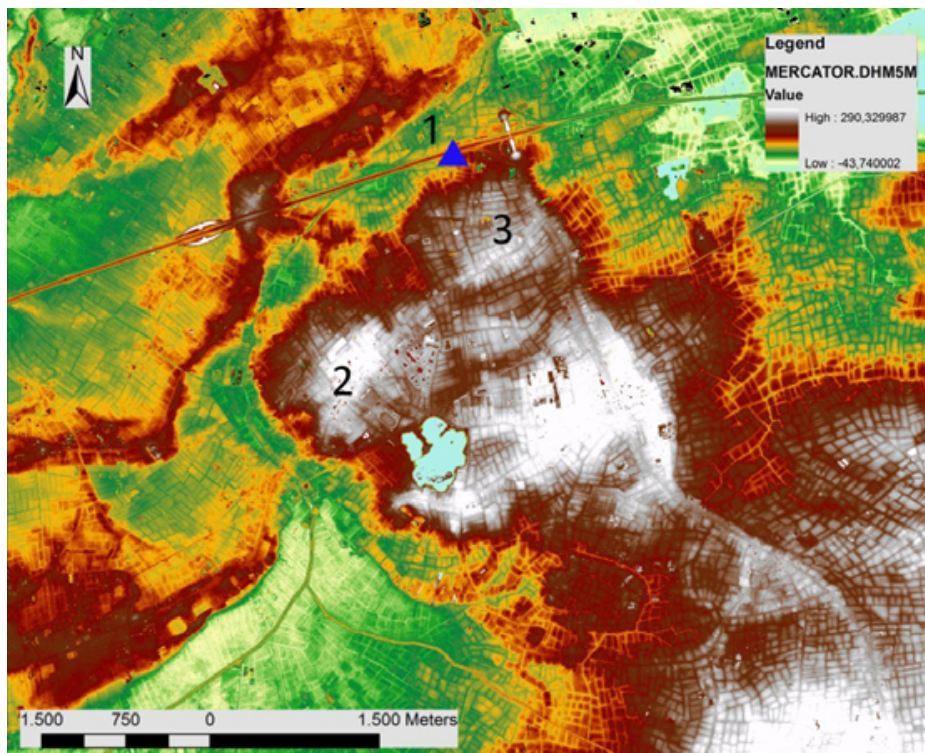 N
Legend
MERCATOR.DHM5M
Value
High : 290,329987
Low : -43,740002
1
3
2
1.500 750 0 1.500 Meters